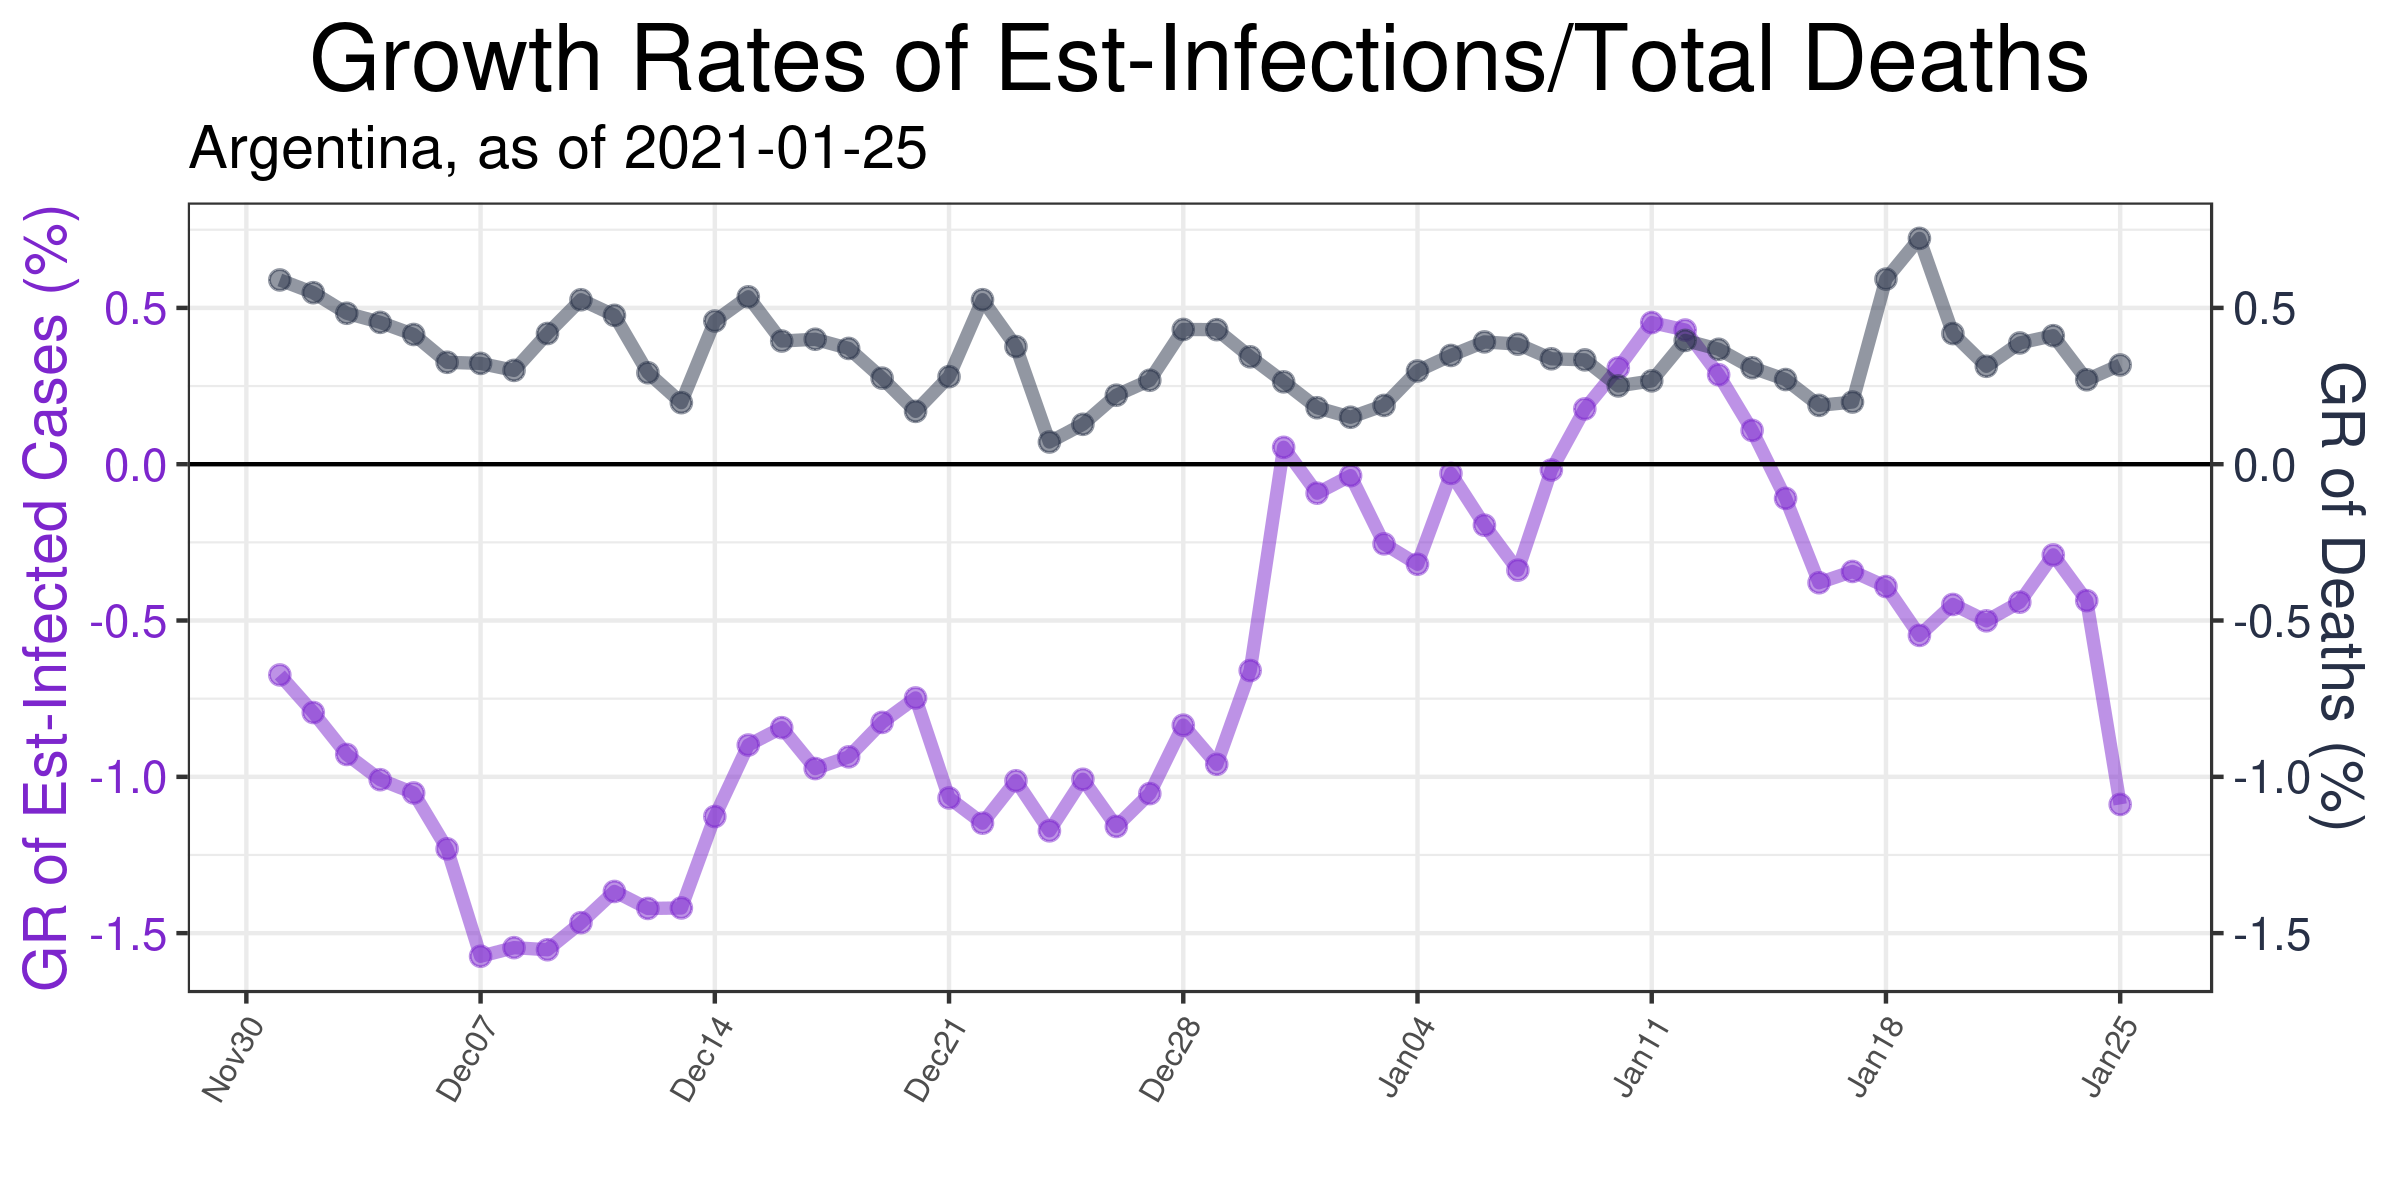 Growth Rates of Est-Infections/Total Deaths
Argentina, as of 2021-01-25
GR of Est-Infected Cases (%)
0.5
0.0
-0.5
-1.0
-1.5
0.5
0.0
-0.5
-1.0
-1.5
GR of Deaths (%)
Nov30
Dec07
Dec14
Dec21
Dec28
Jan04
Jan11
Jan18
Jan25